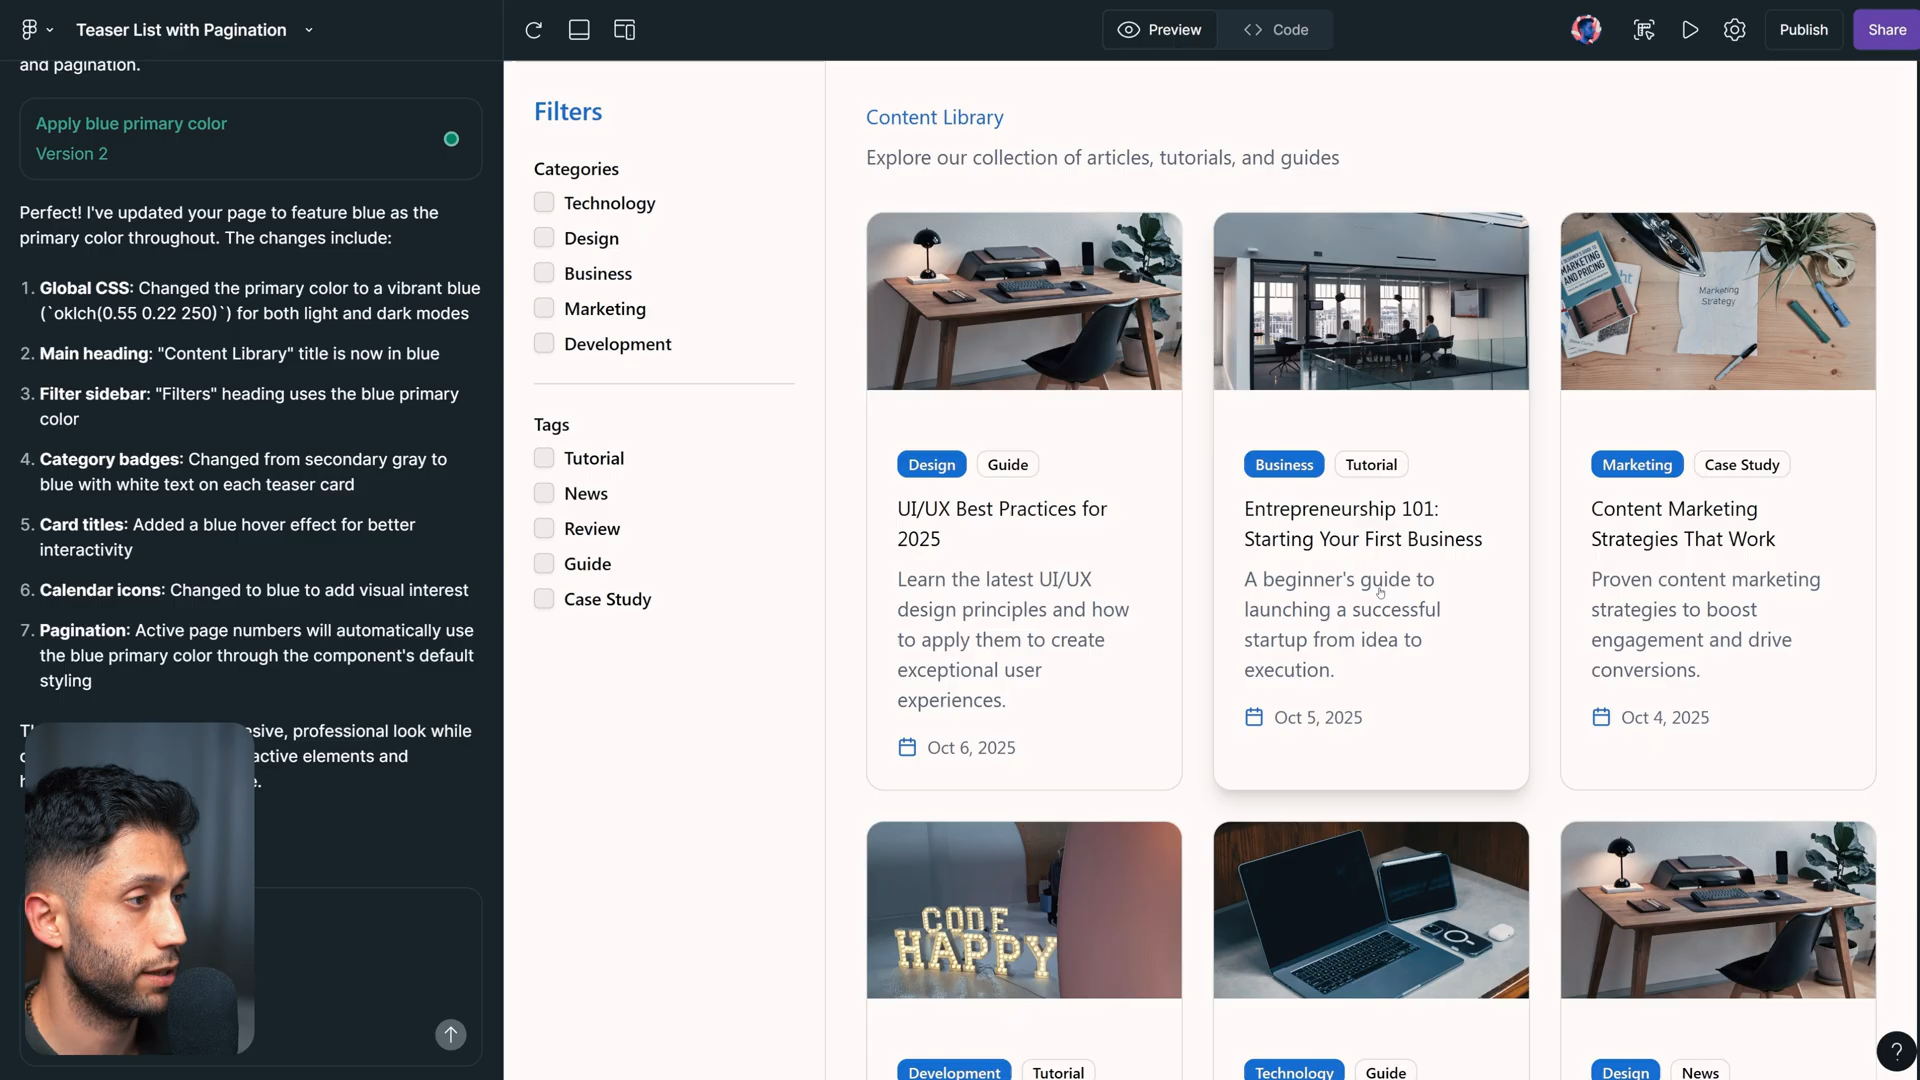 Teaser List with Pagination
Preview
Code
Publish
Share
and pagination.
Apply blue primary color
Version 2
Perfect! I've updated your page to feature blue as the
primary color throughout. The changes include:
1. Global CSS: Changed the primary color to a vibrant blue
(`oklch(0.55 0.22 250)`) for both light and dark modes
2. Main heading: "Content Library" title is now in blue
3. Filter sidebar: "Filters" heading uses the blue primary
color
4. Category badges: Changed from secondary gray to
blue with white text on each teaser card
5. Card titles: Added a blue hover effect for better
interactivity
6. Calendar icons: Changed to blue to add visual interest
7. Pagination: Active page numbers will automatically use
the blue primary color through the component's default
styling
professional look while
active elements and
Filters
Categories
Technology
Design
Business
Marketing
Development
Tags
Tutorial
News
Review
Guide
Case Study
Content Library
Explore our collection of articles, tutorials, and guides
Design
Guide
UI/UX Best Practices for
2025
Learn the latest UI/UX
design principles and how
to apply them to create
exceptional user
experiences.
Oct 6, 2025
Business
Tutorial
Entrepreneurship 101:
Starting Your First Business
A beginner's guide to
launching a successful
startup from idea to
execution.
Oct 5, 2025
MARKETING
AND PRICING
Marketing
Strategy
Marketing
Case Study
Content Marketing
Strategies That Work
Proven content marketing
strategies to boost
engagement and drive
conversions.
Oct 4, 2025
CODE
HAPPY
Development
Tutorial
Technology
Guide
Design
News
?